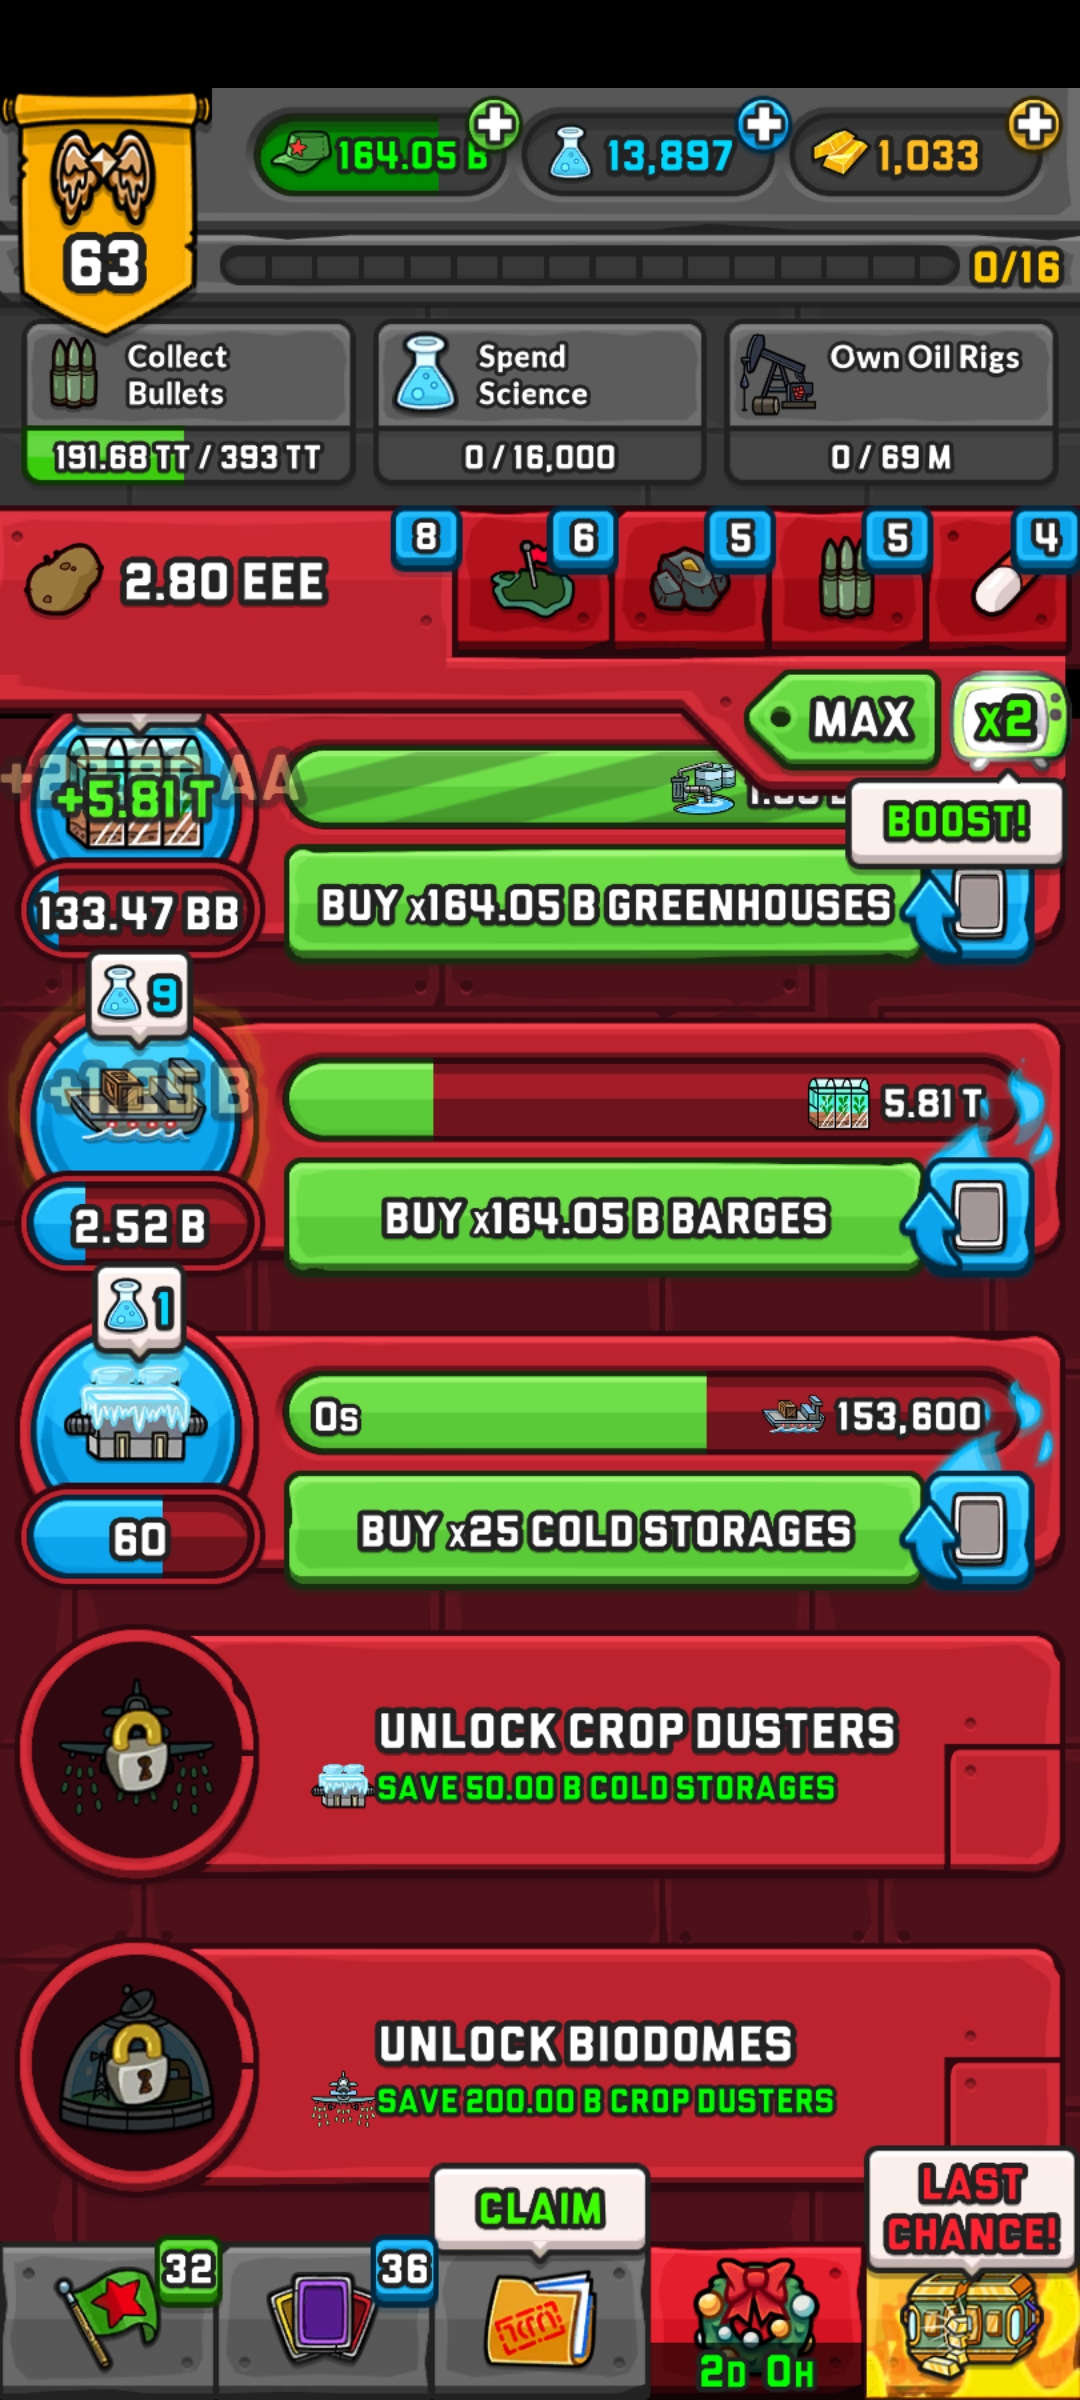 164.05 B
13,897
1,033
63
0/16
Collect
Bullets
191.68 TT / 393 TT
Spend
Science
0 / 16,000
Own Oil Rigs
0 / 69 M
2.80 EEE
8
6
5
5
4
MAX
x2
BOOST!
+5.81 T
133.47 BB
BUY x164.05 B GREENHOUSES
9
+1.25 B
5.81 T
2.52 B
BUY x164.05 B BARGES
1
0s
153,600
60
BUY x25 COLD STORAGES
UNLOCK CROP DUSTERS
SAVE 50.00 B COLD STORAGES
UNLOCK BIODOMES
SAVE 200.00 B CROP DUSTERS
CLAIM
LAST
CHANCE!
32
36
2D 0H